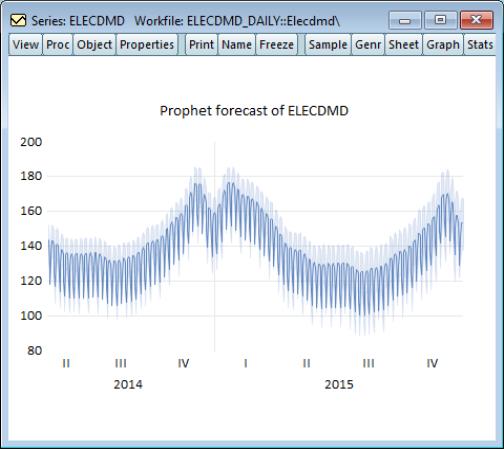 Series: ELECDMD Workfile: ELECDMD_DAILY::Elecdmd\
View Proc Object Properties Print Name Freeze Sample Genr Sheet Graph Stats
Prophet forecast of ELECDMD
200
180
160
140
120
100
80
II III IV I II III IV
2014 2015